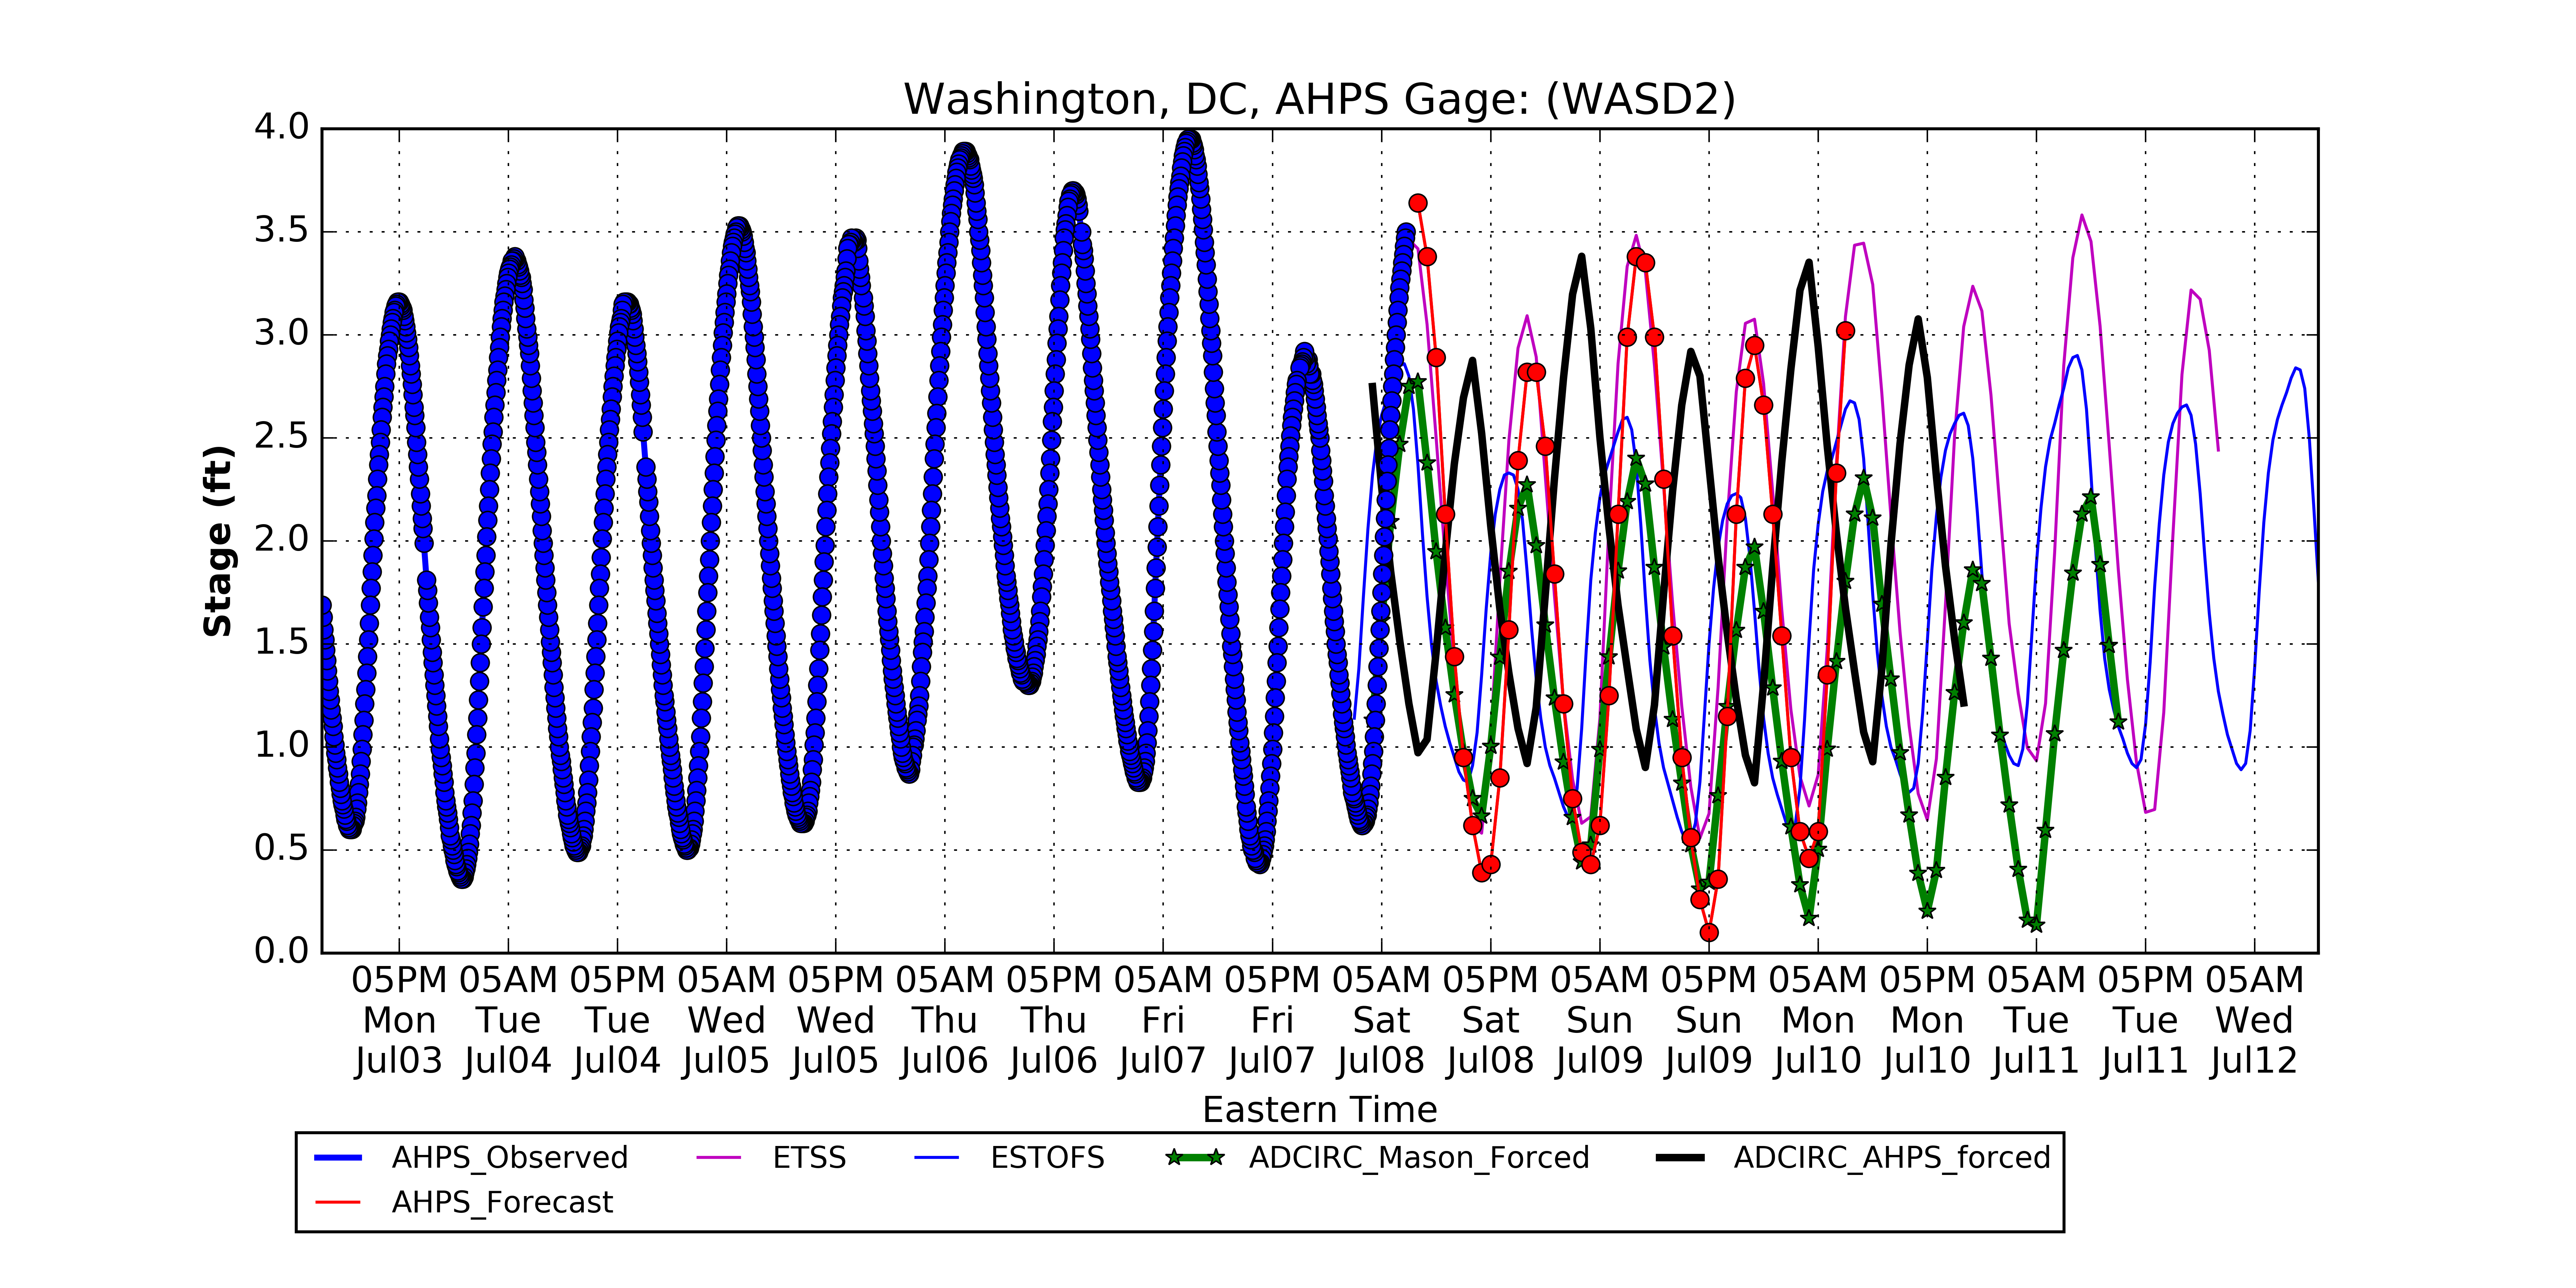 Washington, DC, AHPS Gage: (WASD2)
4.0
3.5
3.0
2.5
2.0
1.5
1.0
0.5
0.0
Stage (ft)
05PM 05AM 05PM 05AM 05PM 05AM 05PM 05AM 05PM 05AM 05PM 05AM 05PM 05AM 05PM 05AM 05PM 05AM
Mon Tue Tue Wed Wed Thu Thu Fri Fri Sat Sat Sun Sun Mon Mon Tue Tue Wed
Jul03 Jul04 Jul04 Jul05 Jul05 Jul06 Jul06 Jul07 Jul07 Jul08 Jul08 Jul09 Jul09 Jul10 Jul10 Jul11 Jul11 Jul12
Eastern Time
AHPS_Observed ETSS ESTOFS ADCIRC_Mason_Forced ADCIRC_AHPS_forced
AHPS_Forecast